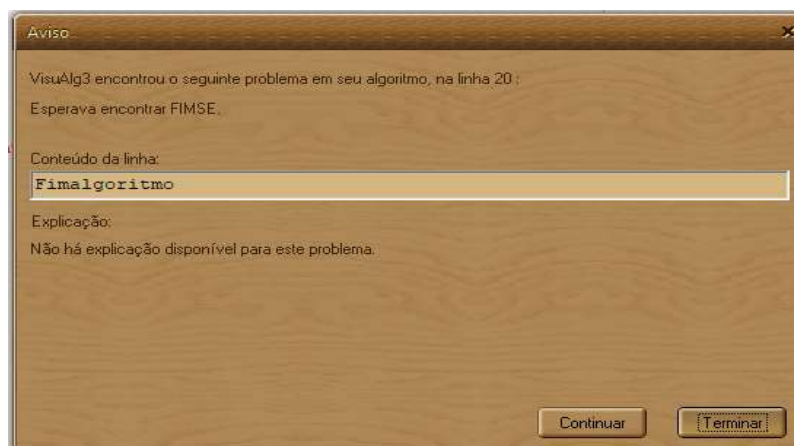 Aviso
VisuAlg3 encontrou o seguinte problema em seu algoritmo, na linha 20 :
Esperava encontrar FIMSE.
Conteúdo da linha:
Fimalgoritmo
Explicação:
Não há explicação disponível para este problema.
Continuar
Terminar